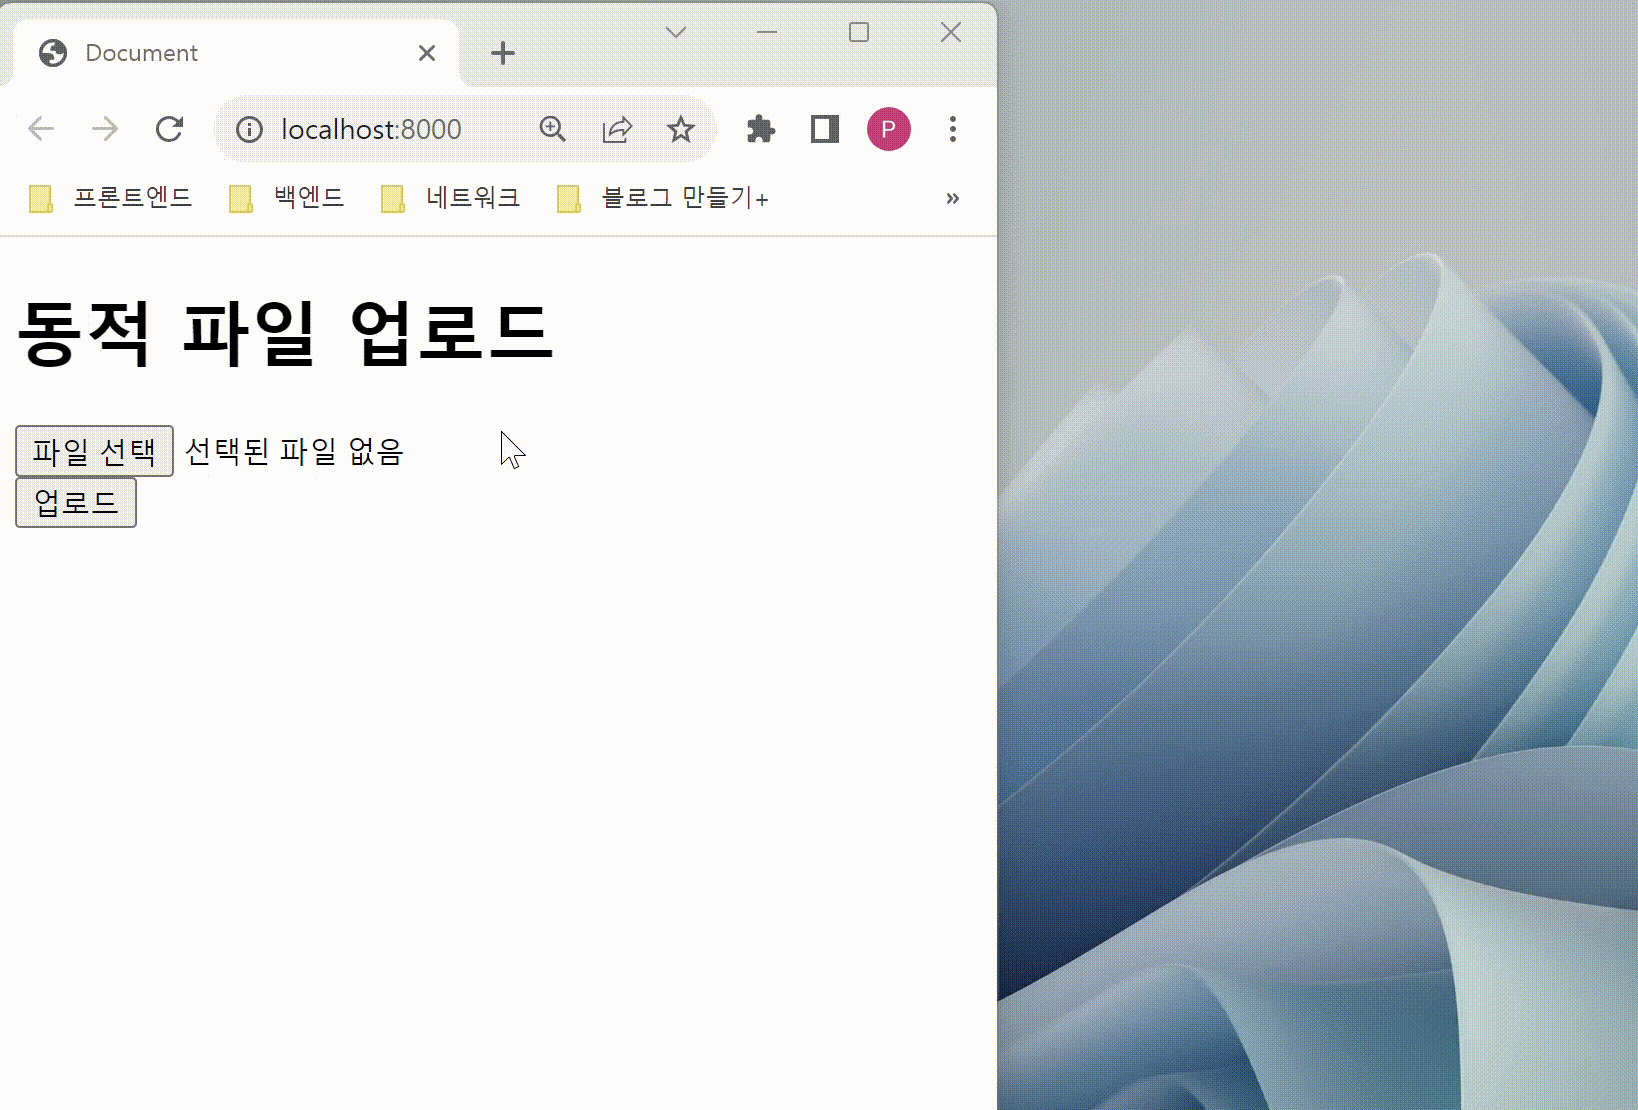 Document
localhost:8000
P
프론트엔드 백엔드 네트워크 블로그 만들기+ »
동적 파일 업로드
파일 선택 선택된 파일 없음
업로드